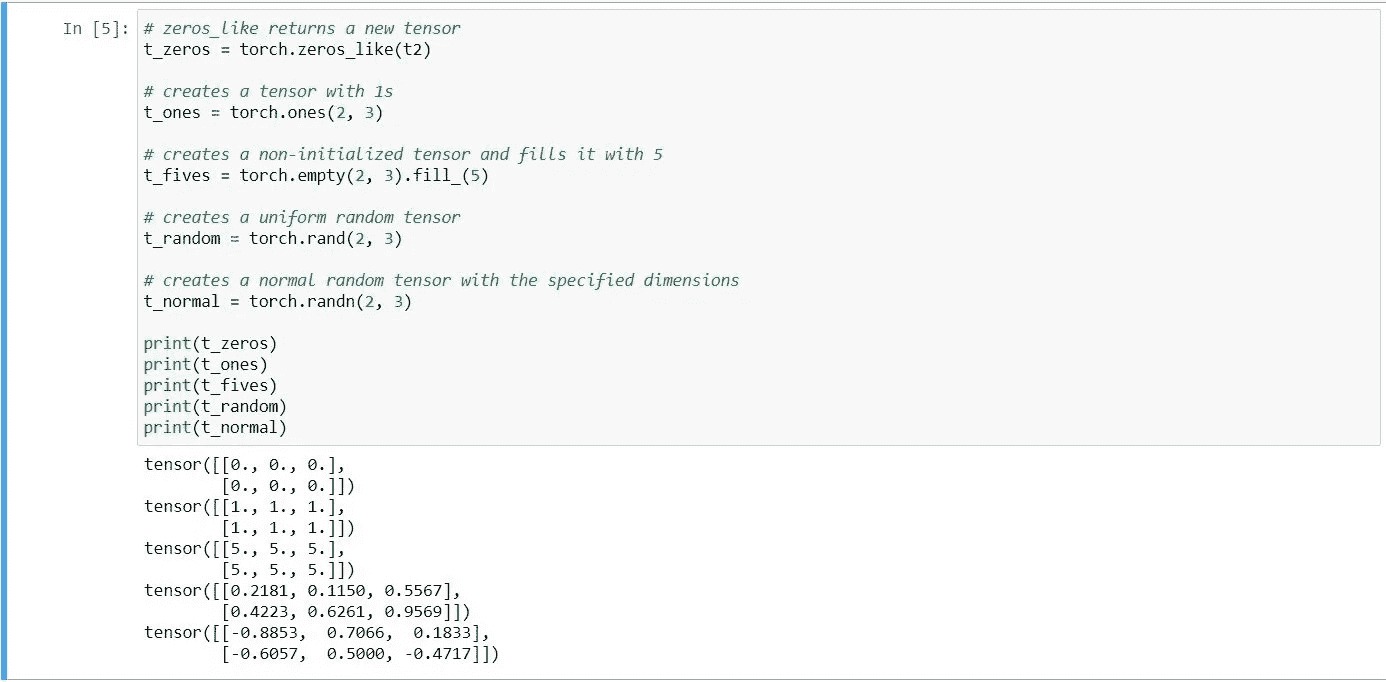 In [5]: # zeros_like returns a new tensor
t_zeros = torch.zeros_like(t2)
# creates a tensor with 1s
t_ones = torch.ones(2, 3)
# creates a non-initialized tensor and fills it with 5
t_fives = torch.empty(2, 3).fill_(5)
# creates a uniform random tensor
t_random = torch.rand(2, 3)
# creates a normal random tensor with the specified dimensions
t_normal = torch.randn(2, 3)
print(t_zeros)
print(t_ones)
print(t_fives)
print(t_random)
print(t_normal)
tensor([[0., 0., 0.],
        [0., 0., 0.]])
tensor([[1., 1., 1.],
        [1., 1., 1.]])
tensor([[5., 5., 5.],
        [5., 5., 5.]])
tensor([[0.2181, 0.1150, 0.5567],
        [0.4223, 0.6261, 0.9569]])
tensor([[-0.8853,  0.7066,  0.1833],
        [-0.6057,  0.5000, -0.4717]])